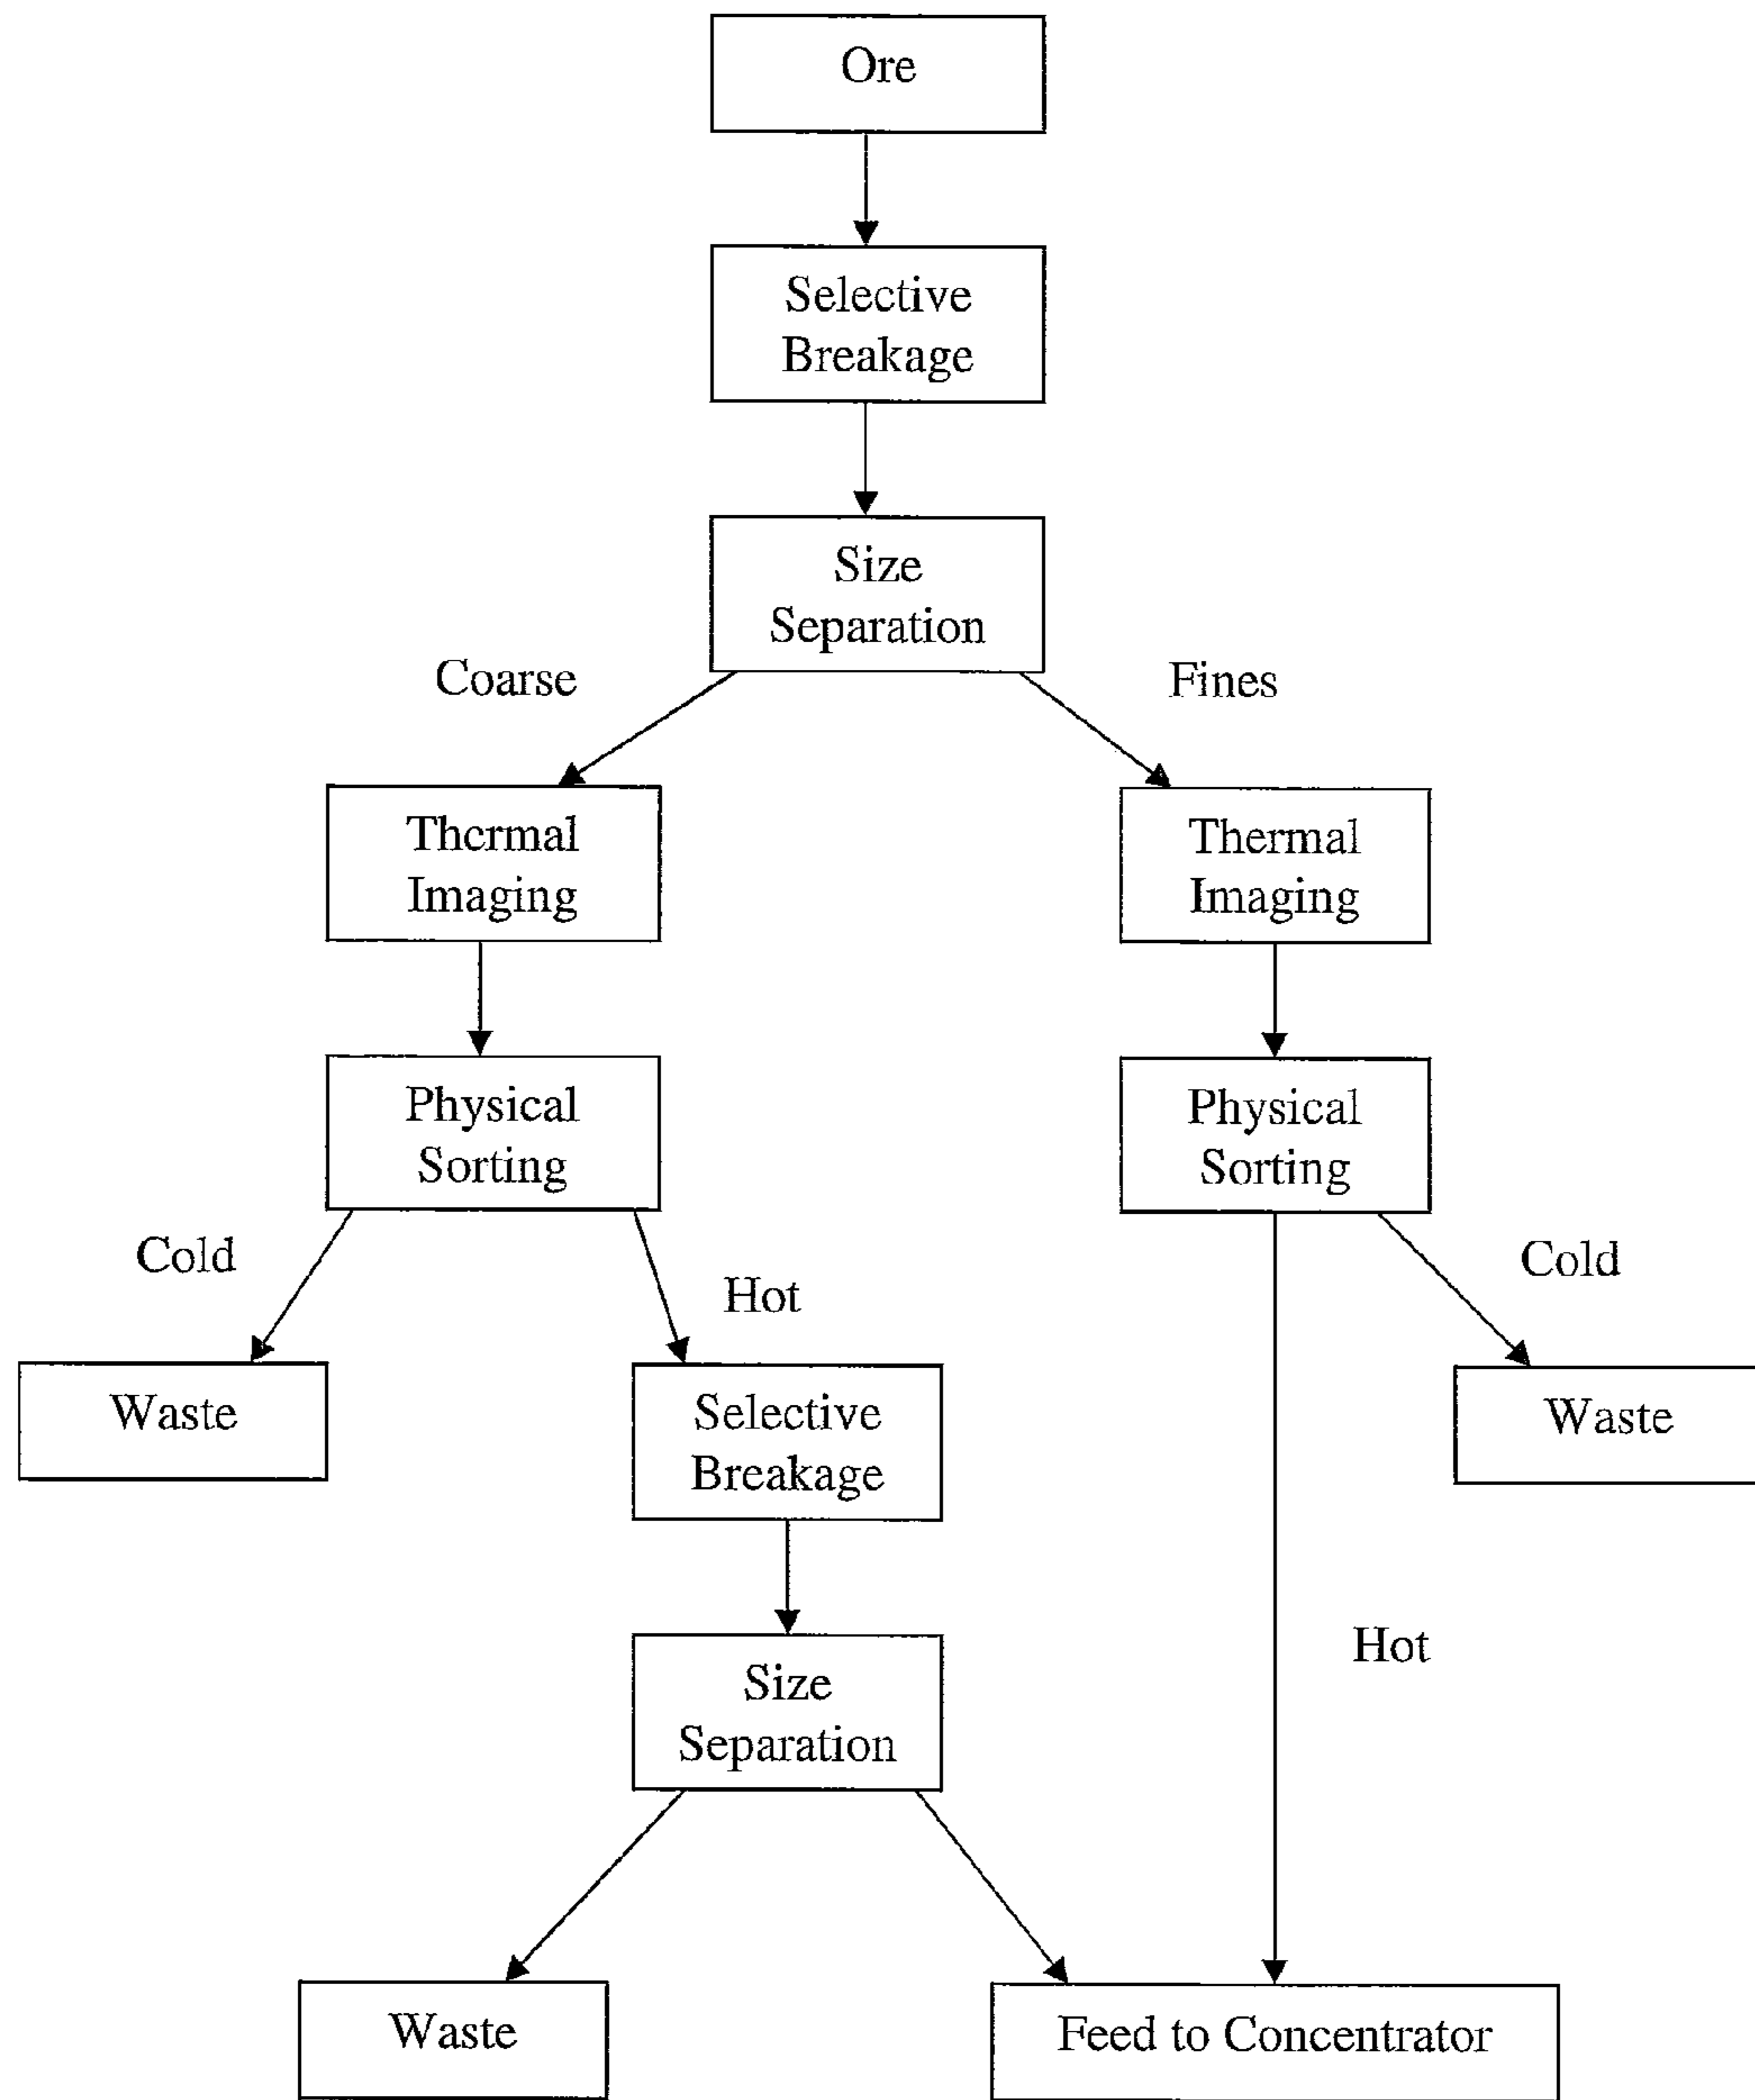 Ore
Selective
Breakage
Size
Separation
Coarse
Fines
Thermal
Imaging
Thermal
Imaging
Physical
Sorting
Physical
Sorting
Cold
Hot
Cold
Waste
Selective
Breakage
Waste
Hot
Size
Separation
Waste
Feed to Concentrator